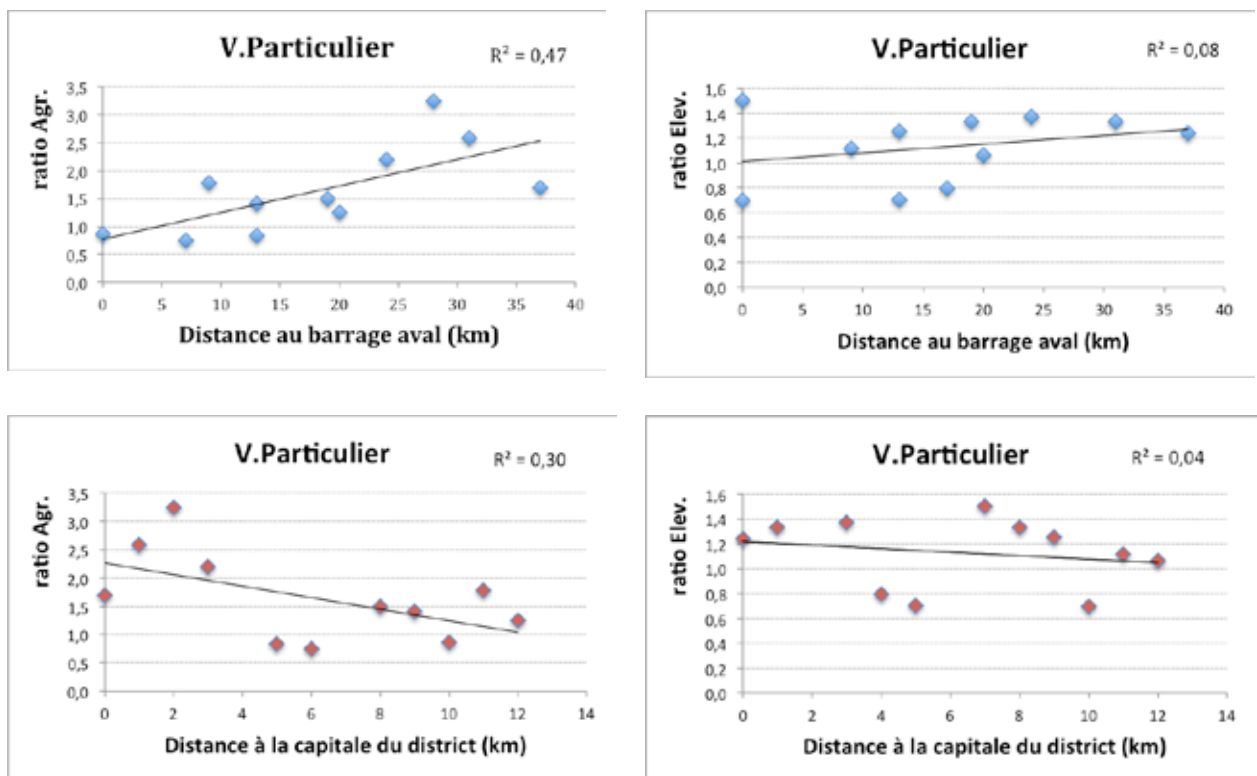 V.Particulier
R² = 0,47
ratio Agr.
3,5
3,0
2,5
2,0
1,5
1,0
0,5
0,0
0 5 10 15 20 25 30 35 40
Distance au barrage aval (km)
V.Particulier
R² = 0,08
ratio Elev.
1,6
1,4
1,2
1,0
0,8
0,6
0,4
0,2
0,0
0 5 10 15 20 25 30 35 40
Distance au barrage aval (km)
V.Particulier
R² = 0,30
ratio Agr.
3,5
3,0
2,5
2,0
1,5
1,0
0,5
0,0
0 2 4 6 8 10 12 14
Distance à la capitale du district (km)
V.Particulier
R² = 0,04
ratio Elev.
1,6
1,4
1,2
1,0
0,8
0,6
0,4
0,2
0,0
0 2 4 6 8 10 12 14
Distance à la capitale du district (km)